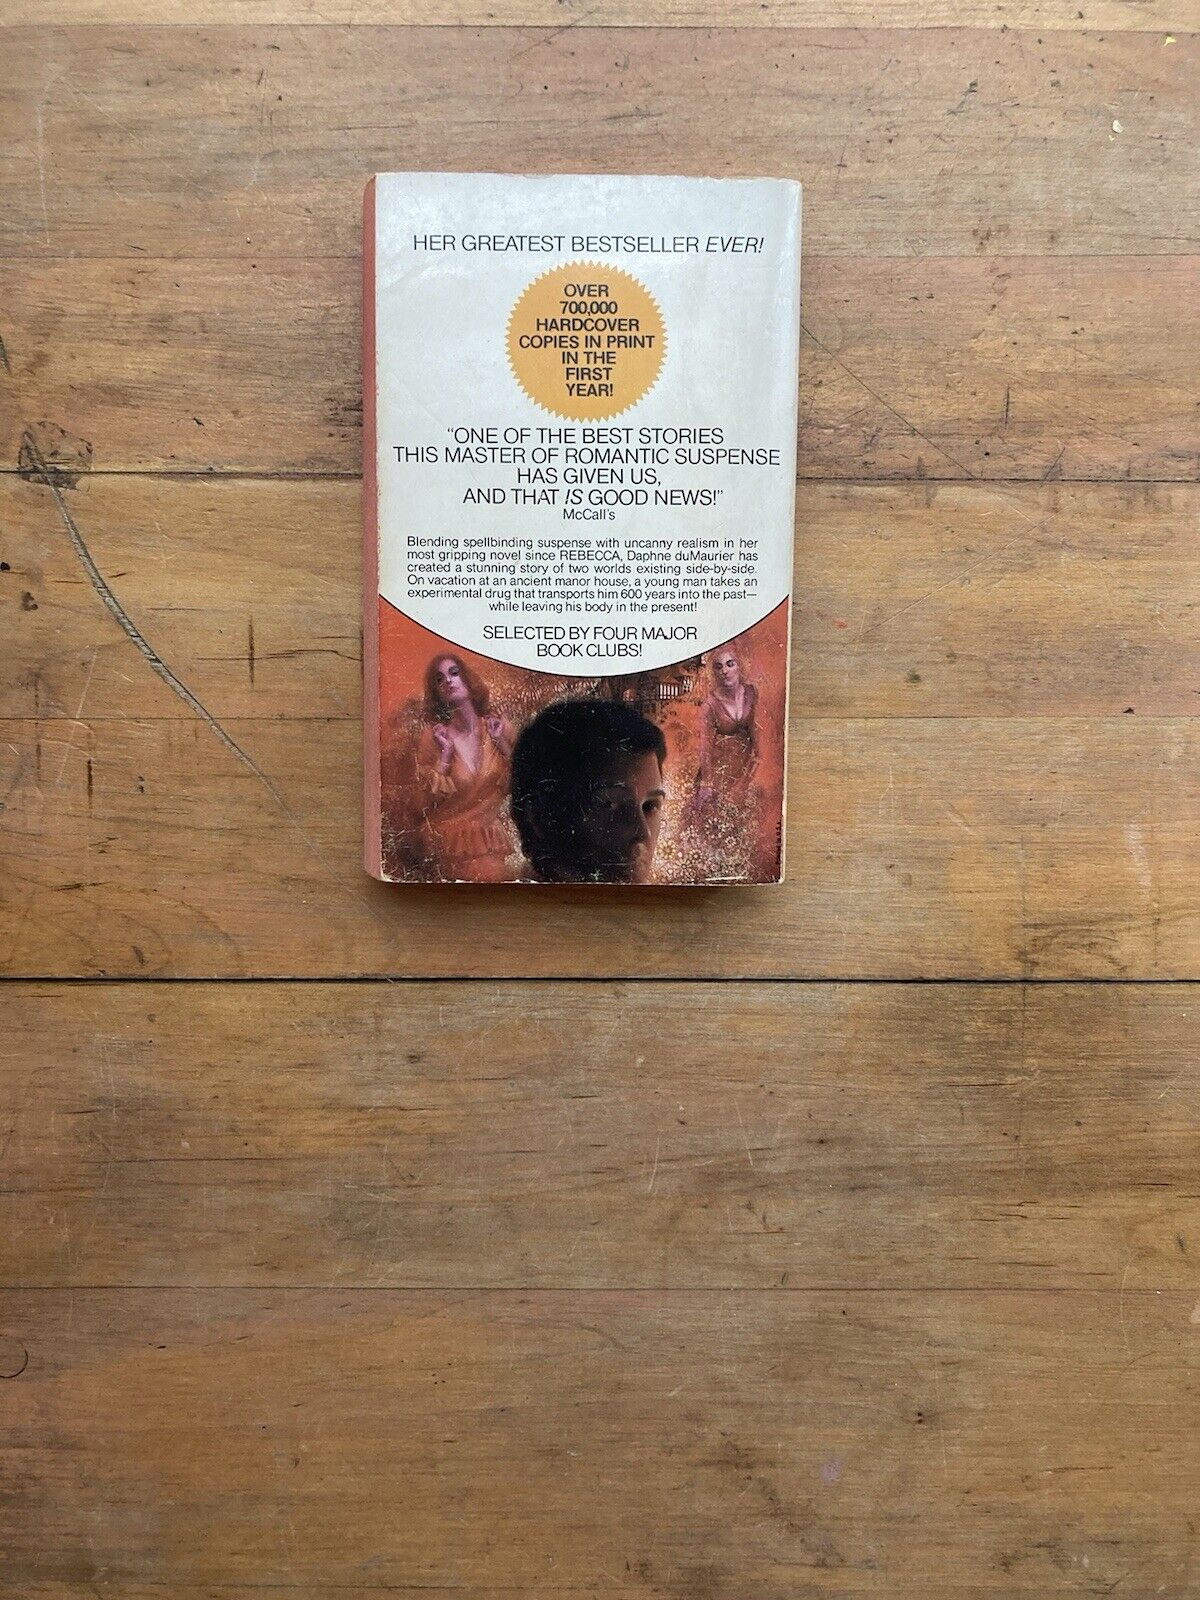 HER GREATEST BESTSELLER EVER!
OVER
700,000
HARDCOVER
COPIES IN PRINT
IN THE
FIRST
YEAR!
“ONE OF THE BEST STORIES
THIS MASTER OF ROMANTIC SUSPENSE
HAS GIVEN US,
AND THAT IS GOOD NEWS!”
McCall's
Blending spellbinding suspense with uncanny realism in her
most gripping novel since REBECCA, Daphne duMaurier has
created a stunning story of two worlds existing side-by-side.
On vacation at an ancient manor house, a young man takes an
experimental drug that transports him 600 years into the past—
while leaving his body in the present!
SELECTED BY FOUR MAJOR
BOOK CLUBS!